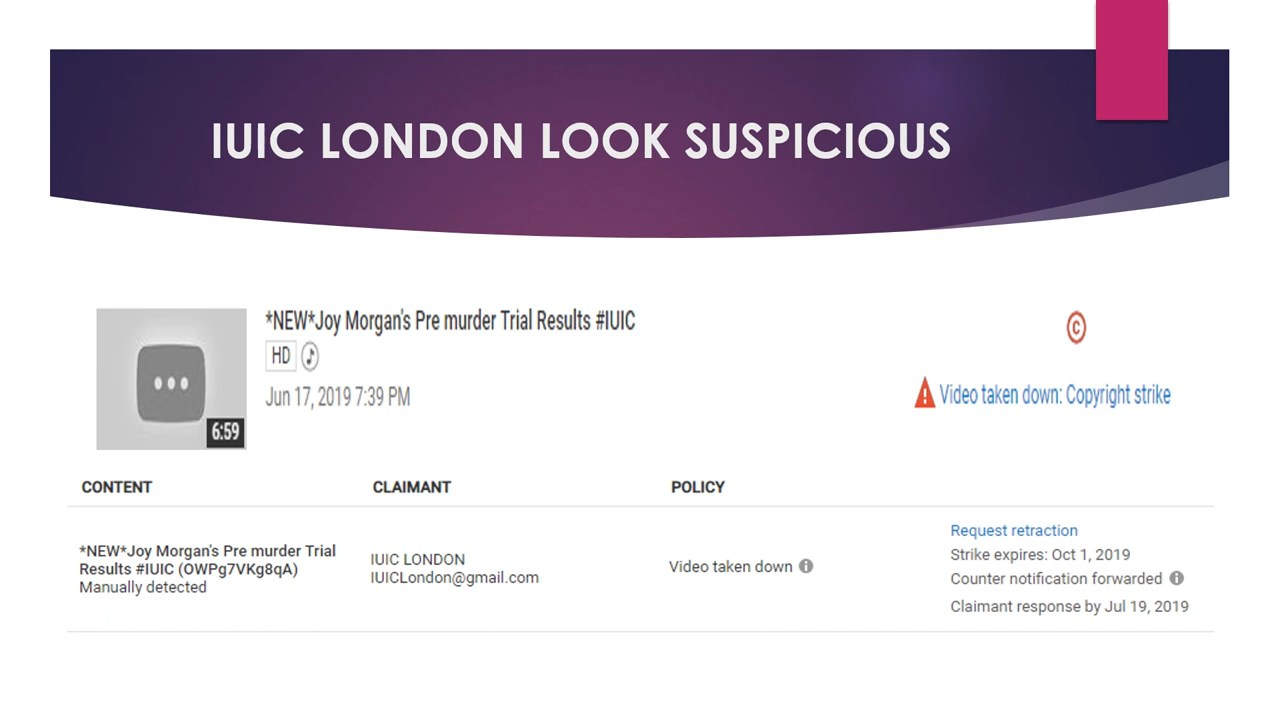 IUIC LONDON LOOK SUSPICIOUS
*NEW*Joy Morgan's Pre murder Trial Results #IUIC
HD
Jun 17, 2019 7:39 PM
6:59
©
Video taken down: Copyright strike
CONTENT CLAIMANT POLICY
*NEW*Joy Morgan's Pre murder Trial
Results #IUIC (OWPg7VKg8qA)
Manually detected
IUIC LONDON
IUICLondon@gmail.com
Video taken down
Request retraction
Strike expires: Oct 1, 2019
Counter notification forwarded
Claimant response by Jul 19, 2019